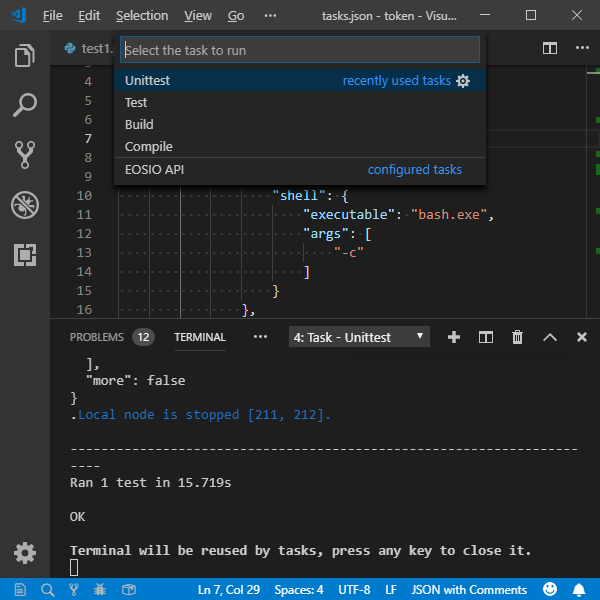 File Edit View Go ··· tasks.json - token - Visu...
test1.
Select the task to run
Unittest recently used tasks
Test
Build
Compile
EOSIO API configured tasks
4
5
6
7
8
9
10 "shell": {
11 "executable": "bash.exe",
12 "args": [
13 "-c"
14 ]
15 }
16 },
PROBLEMS 12 TERMINAL ··· 4: Task - Unittest
],
"more": false
}
.Local node is stopped [211, 212].
------------------------------------------------------------------
----
Ran 1 test in 15.719s
OK
Terminal will be reused by tasks, press any key to close it.
Ln 7, Col 29 Spaces: 4 UTF-8 LF JSON with Comments